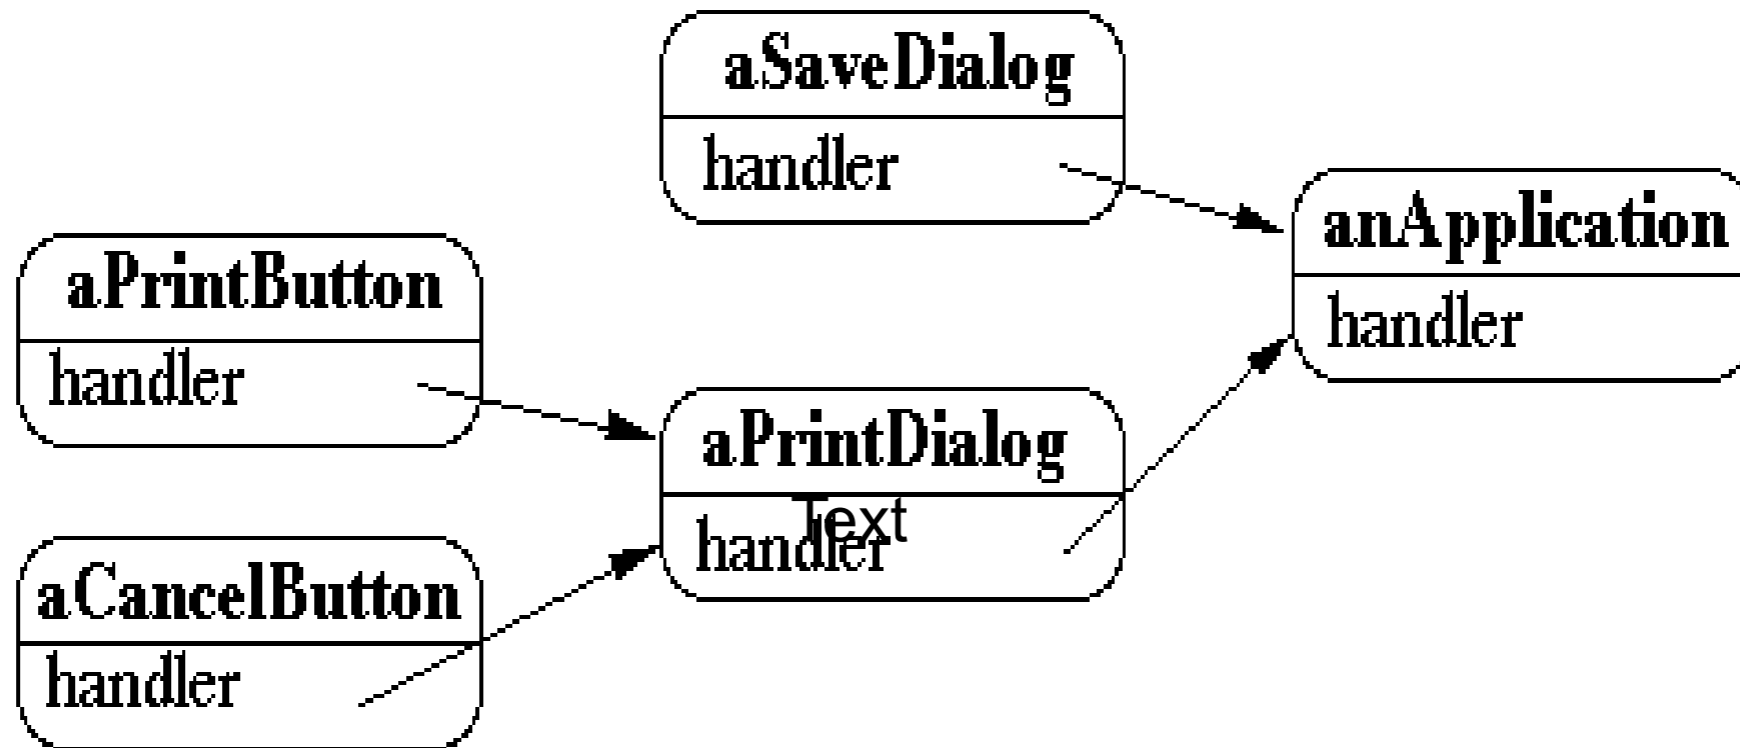 aSaveDialog
handler
anApplication
handler
aPrintButton
handler
aPrintDialog
Text
handler
aCancelButton
handler